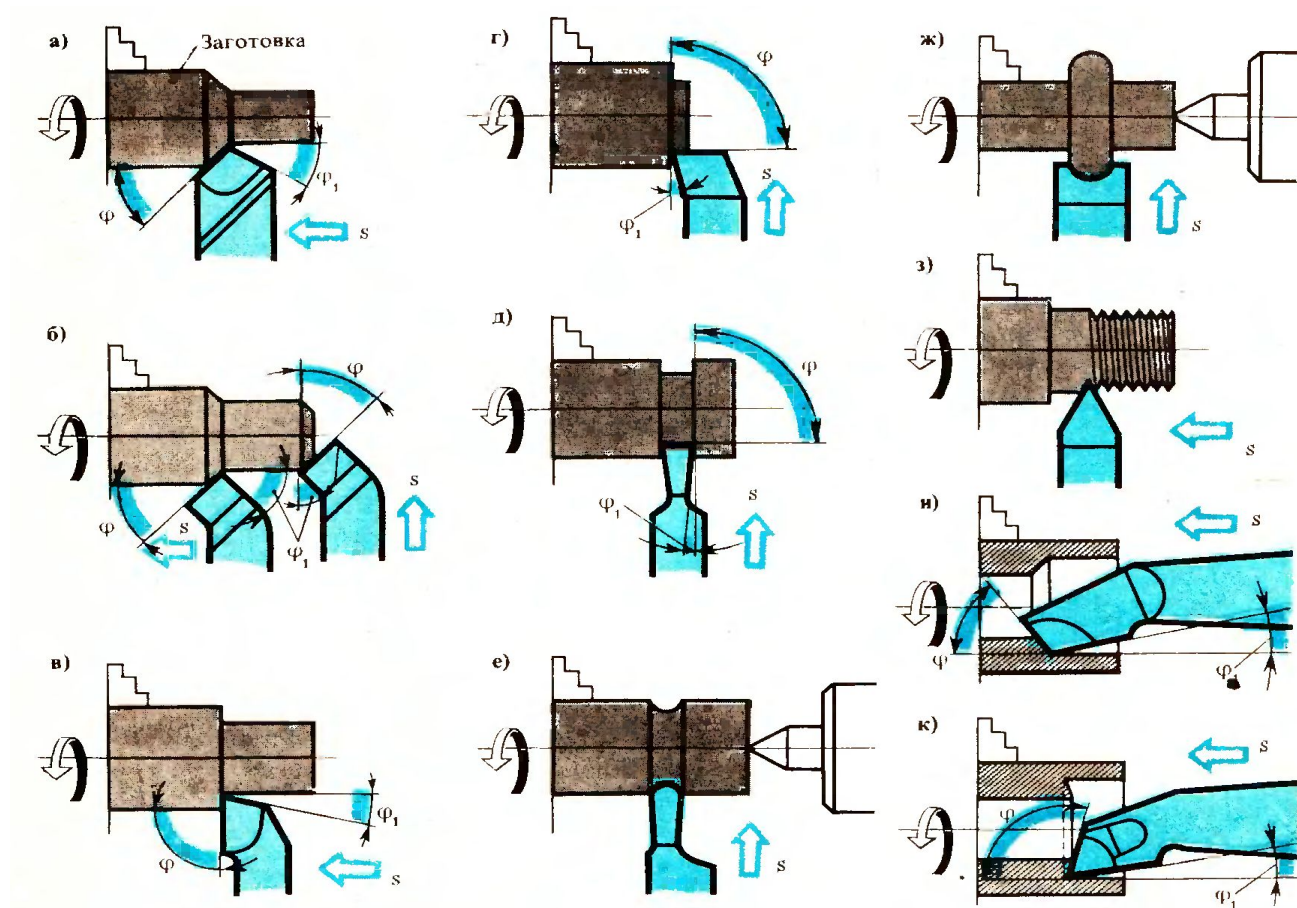 а)
Заготовка
φ
φ₁
s
б)
φ
φ
s
φ₁
s
в)
φ
φ₁
s
г)
φ
φ₁
s
д)
φ
φ₁
s
е)
s
ж)
s
з)
s
и)
s
φ
φ₁
к)
s
φ
φ₁